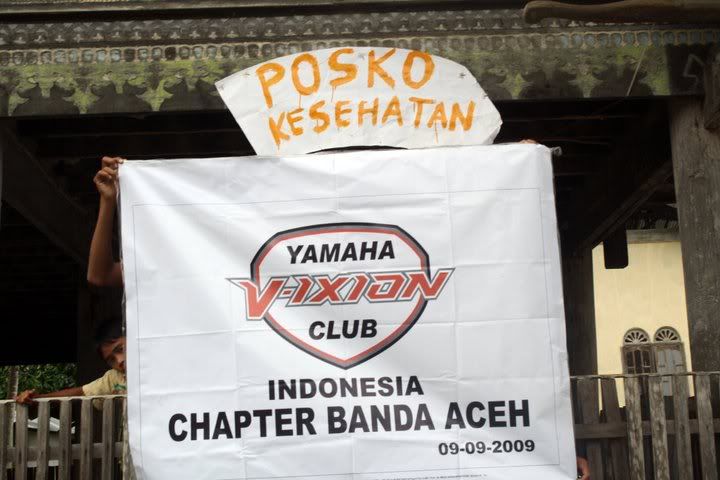 POSKO
KESEHATAN
YAMAHA
V-IXION
CLUB
INDONESIA
CHAPTER BANDA ACEH
09-09-2009